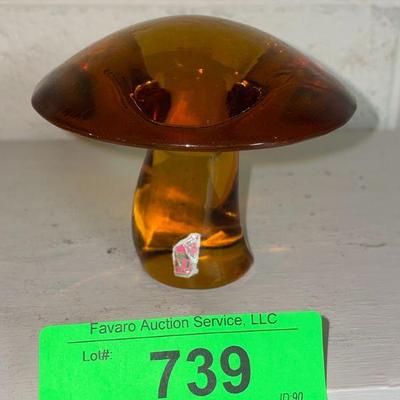 Favaro Auction Service, LLC
Lot#:
739
ID:90